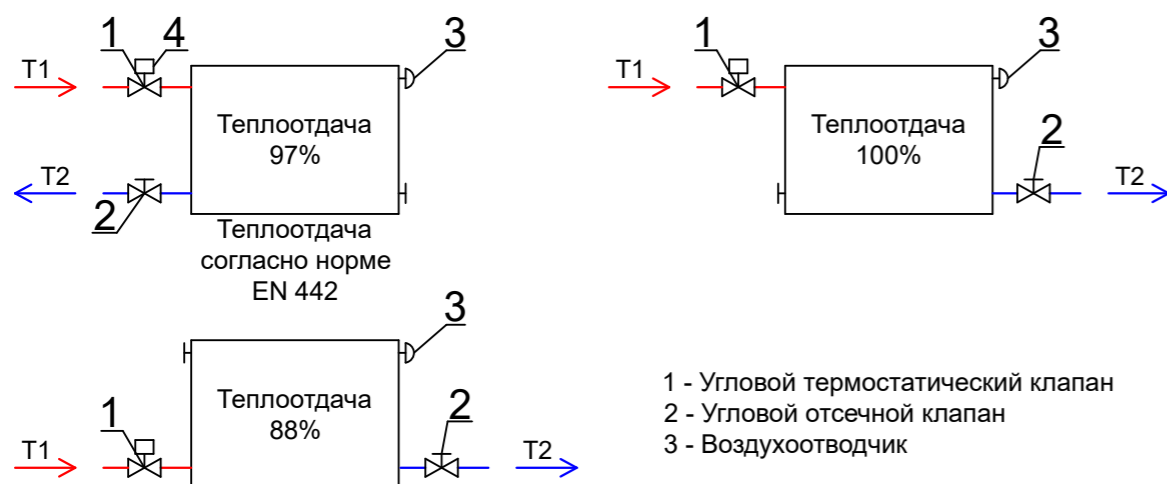 1
4
3
T1
Теплоотдача
97%
T2
2
Теплоотдача
согласно норме
EN 442
1
3
T1
Теплоотдача
100%
2
T2
3
1
Теплоотдача
88%
2
T1
T2
1 - Угловой термостатический клапан
2 - Угловой отсечной клапан
3 - Воздухоотводчик